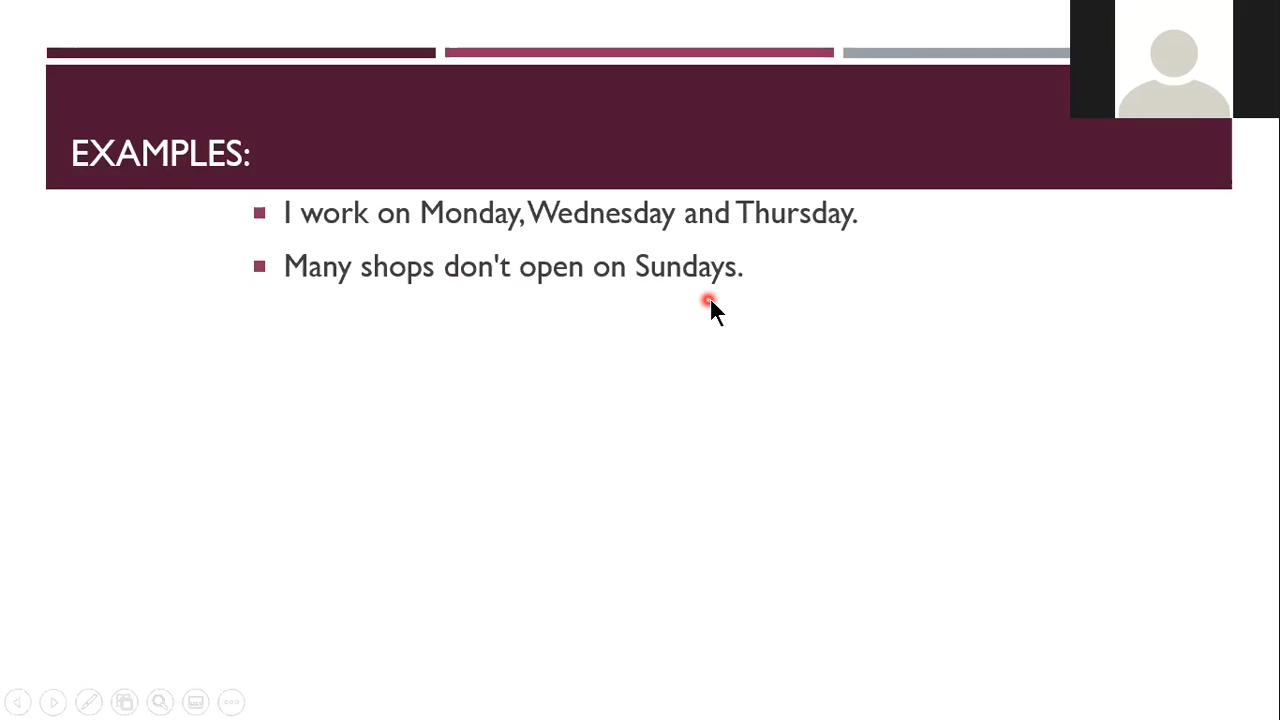 EXAMPLES:
I work on Monday, Wednesday and Thursday.
Many shops don't open on Sundays.